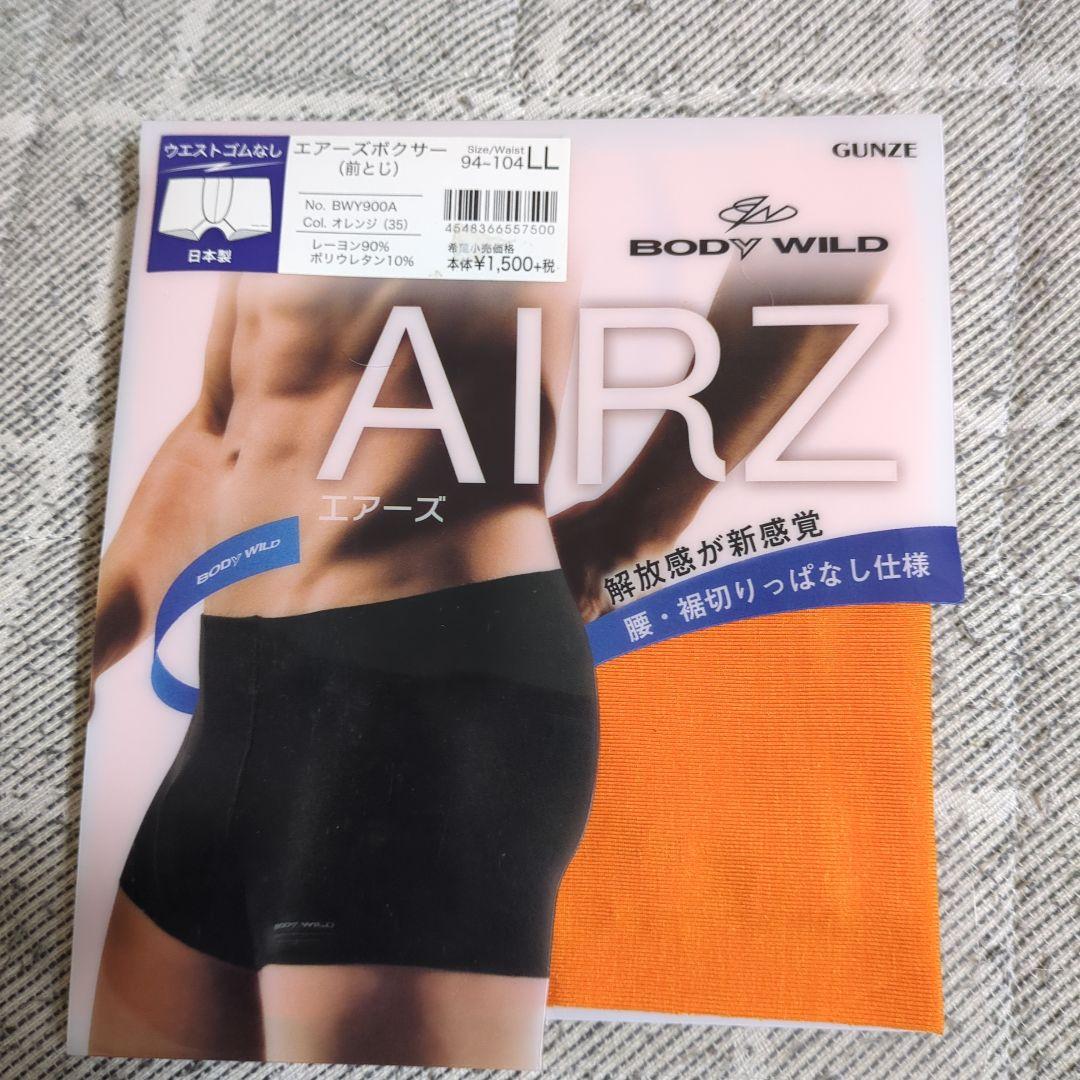 ウエストゴムなし
日本製
エアーズボクサー
(前とじ)
Size/Waist
94~104 LL
No. BWY900A
Col. オレンジ (35)
レーヨン90%
ポリウレタン10%
4548366557500
希望小売価格
本体¥1,500+税
GUNZE
BODY WILD
AIRZ
エアーズ
BODY WILD
解放感が新感覚
腰・裾切りっぱなし仕様
BODY WILD